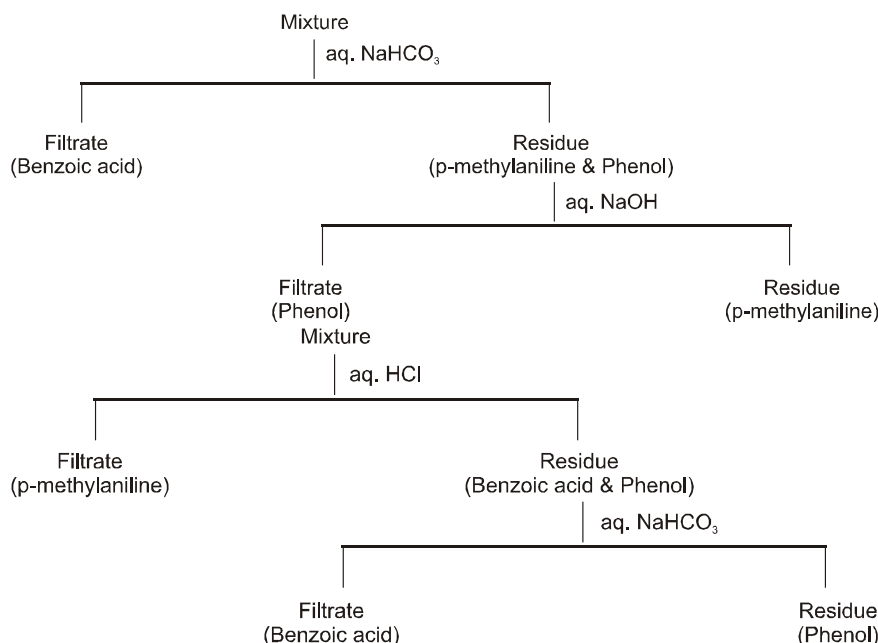 Mixture
aq. NaHCO₃
Filtrate
(Benzoic acid)
Residue
(p-methylaniline & Phenol)
aq. NaOH
Filtrate
(Phenol)
Residue
(p-methylaniline)
Mixture
aq. HCl
Filtrate
(p-methylaniline)
Residue
(Benzoic acid & Phenol)
aq. NaHCO₃
Filtrate
(Benzoic acid)
Residue
(Phenol)